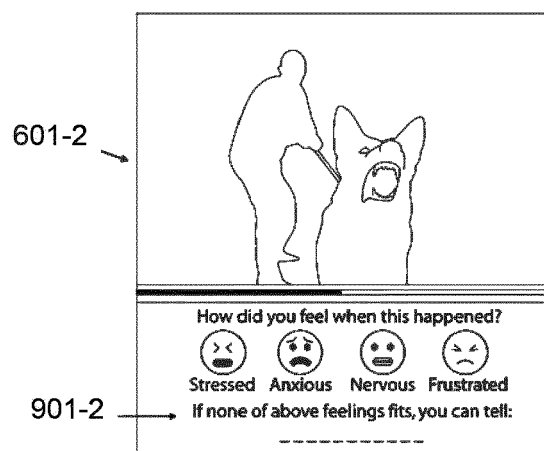 601-2
How did you feel when this happened?
Stressed Anxious Nervous Frustrated
901-2
If none of above feelings fits, you can tell: